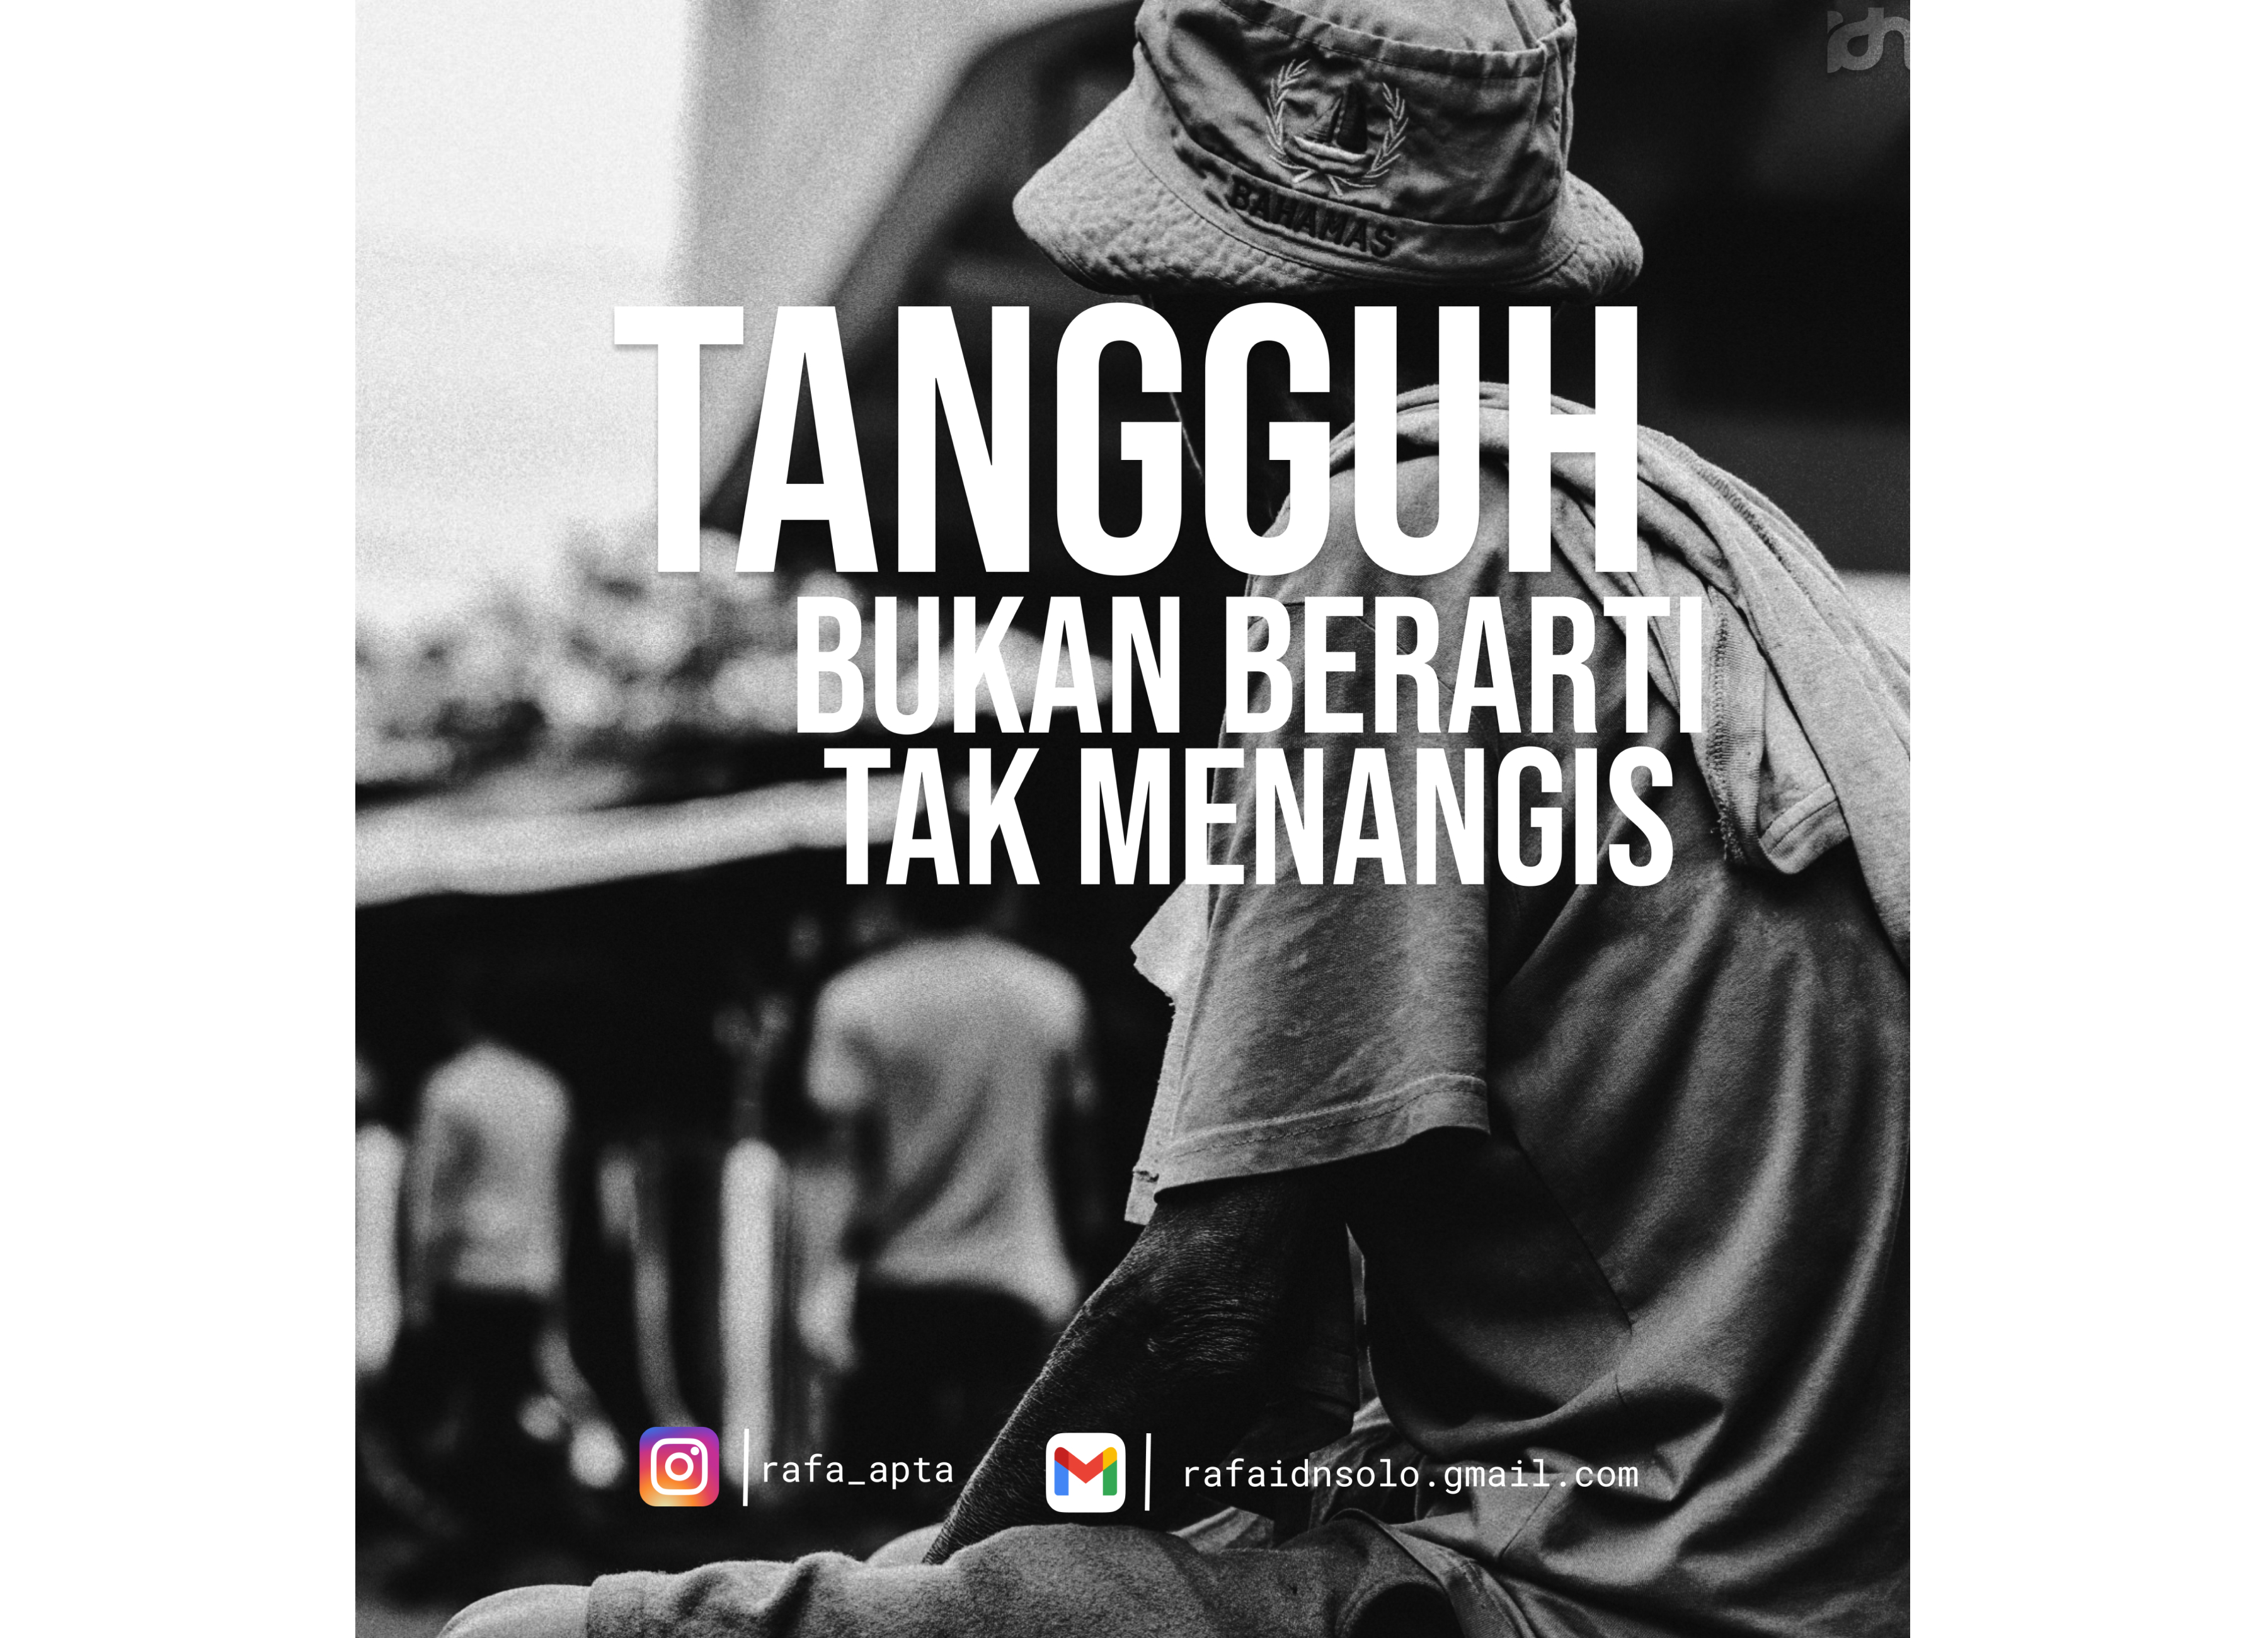 BAHAMAS
TANGGUH
BUKAN BERARTI
TAK MENANGIS
rafa_apta
rafaidnsolo.gmail.com